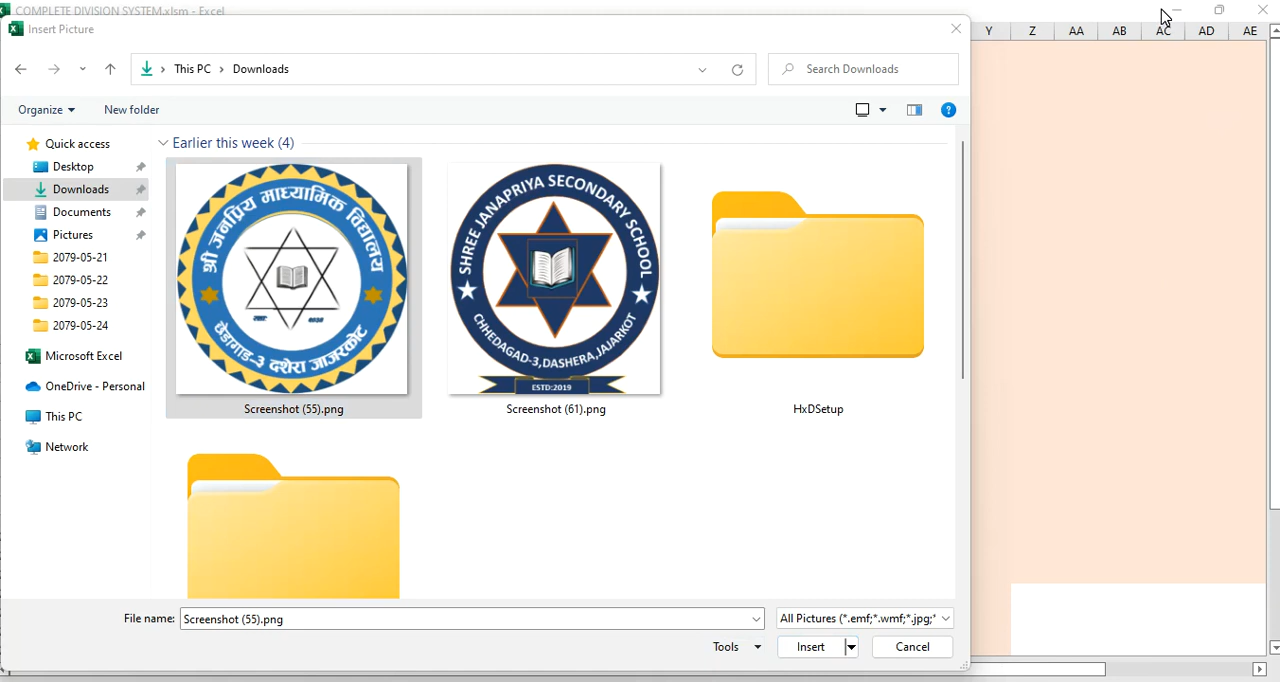 COMPLETE DIVISION SYSTEM.xlsm - Excel
Insert Picture
Y Z AA AB AC AD AE
This PC > Downloads
Search Downloads
Organize New folder
Earlier this week (4)
Quick access
Desktop
Downloads
Documents
Pictures
2079-05-21
2079-05-22
2079-05-23
2079-05-24
Microsoft Excel
OneDrive - Personal
This PC
Network
श्री जनप्रिय माध्यामिक विद्यालय
छेडागाड-३ दशेरा जाजरकोट
SHREE JANAPRIYA SECONDARY SCHOOL
CHHEDAGAD-3,DASHERA,JAJARKOT
ESTD:2019
Screenshot (55).png
Screenshot (61).png
HxDSetup
File name: Screenshot (55).png
All Pictures (*.emf;*.wmf;*.jpg;*
Tools Insert Cancel